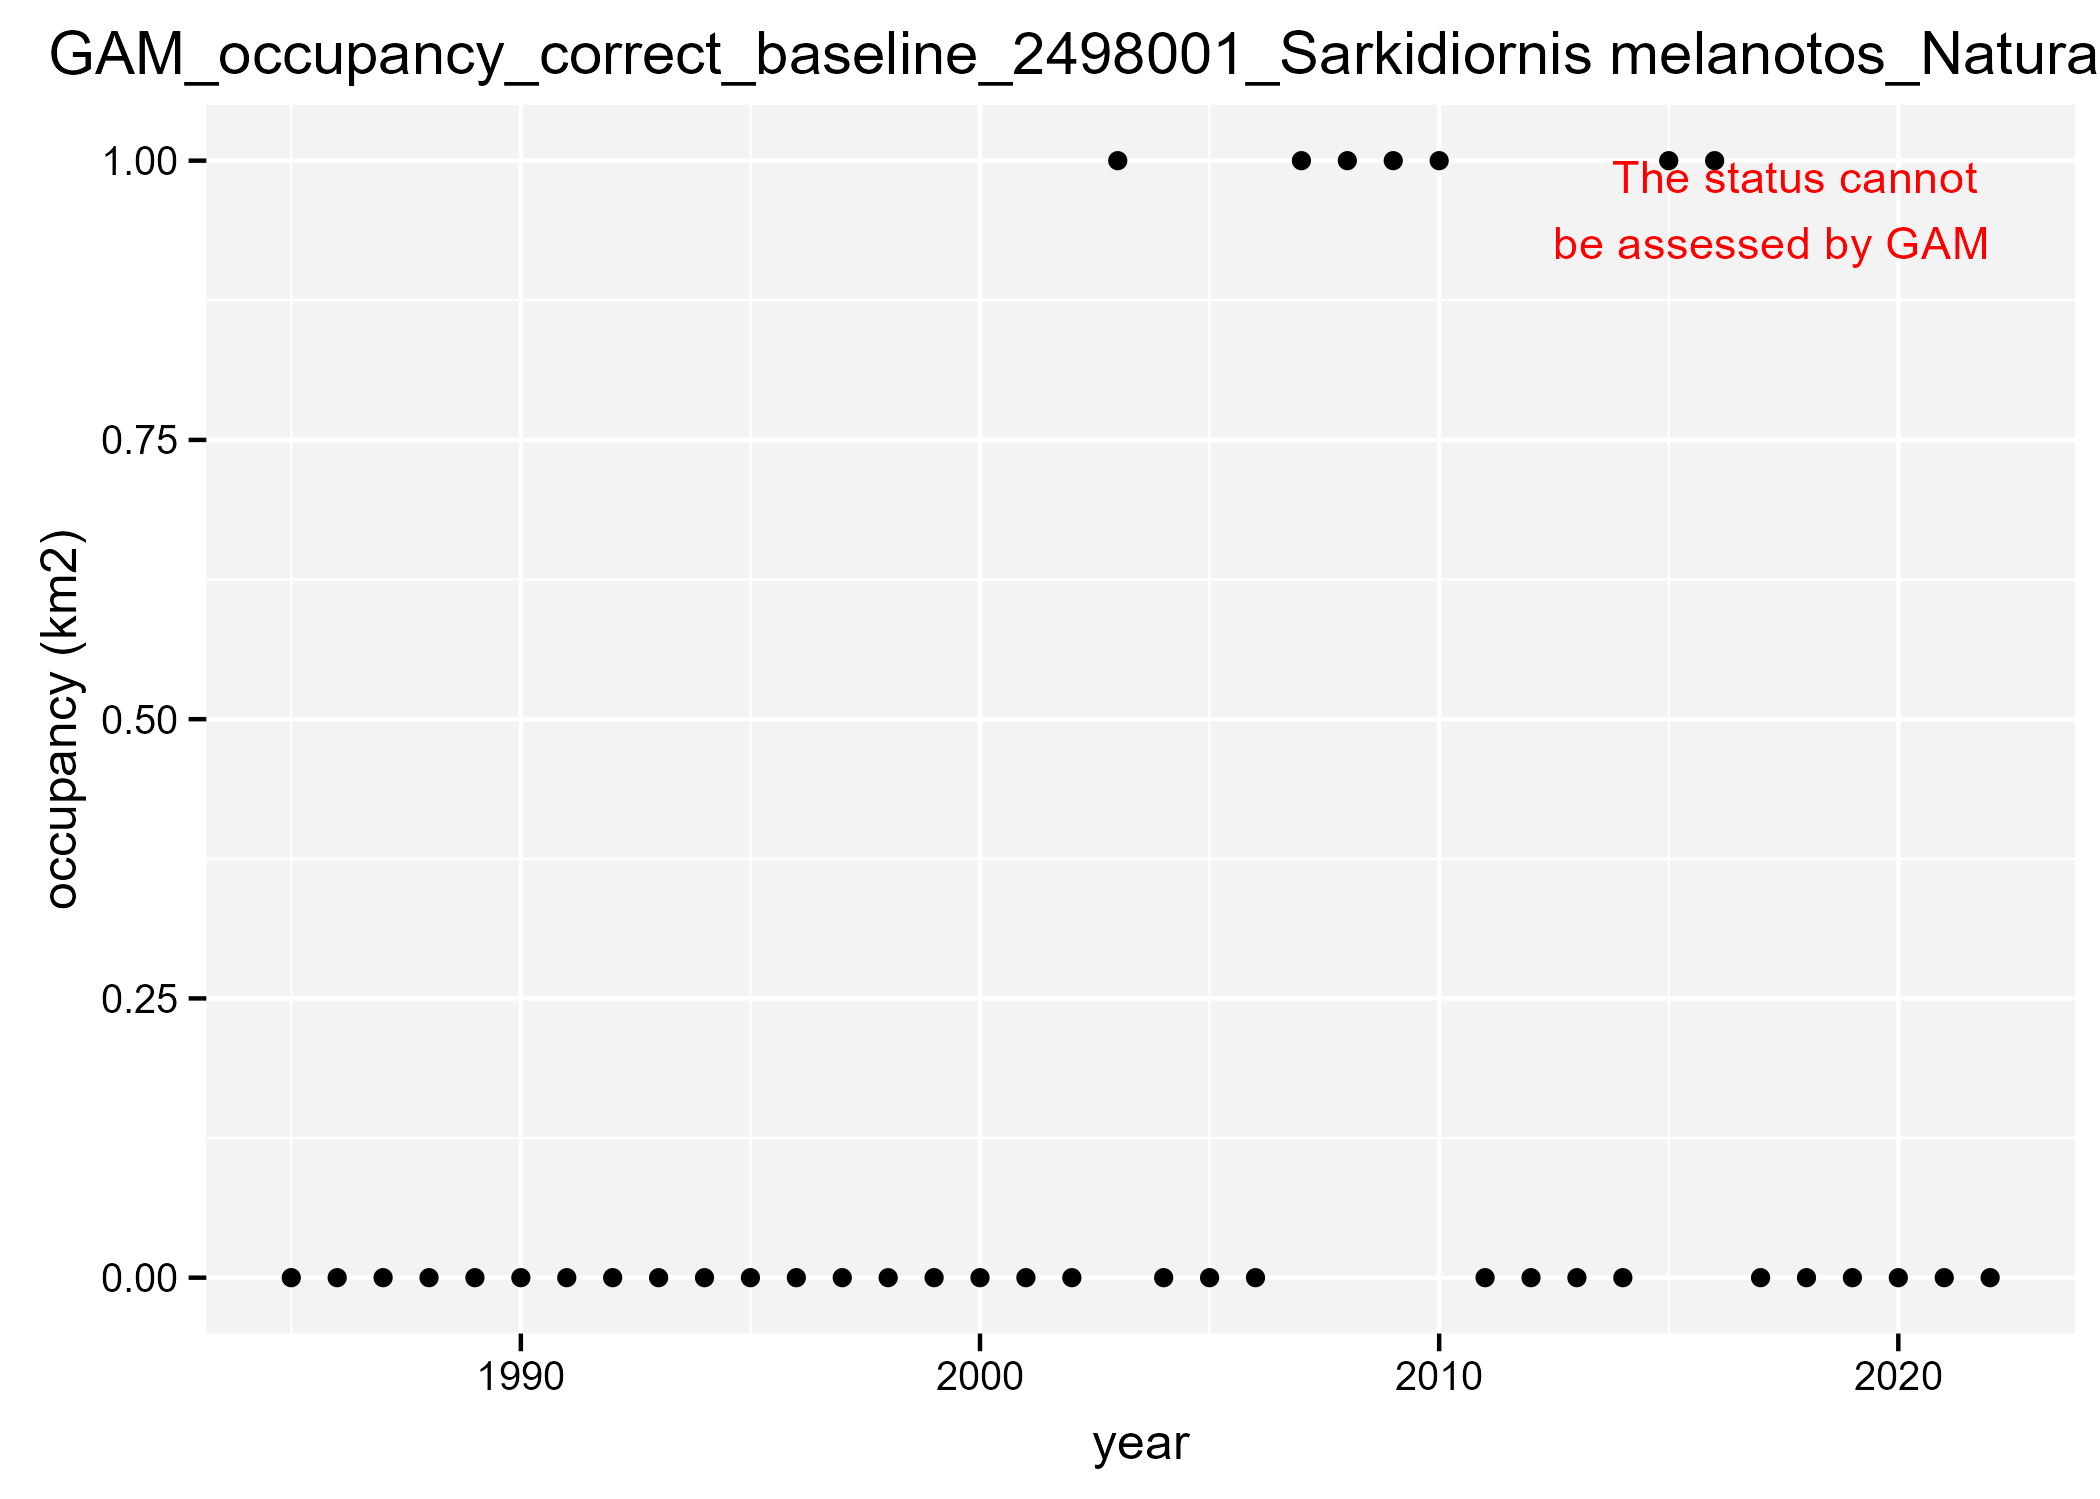 GAM_occupancy_correct_baseline_2498001_Sarkidiornis melanotos_Natura
1.00
The status cannot
be assessed by GAM
0.75
0.50
0.25
0.00
occupancy (km2)
1990 2000 2010 2020
year